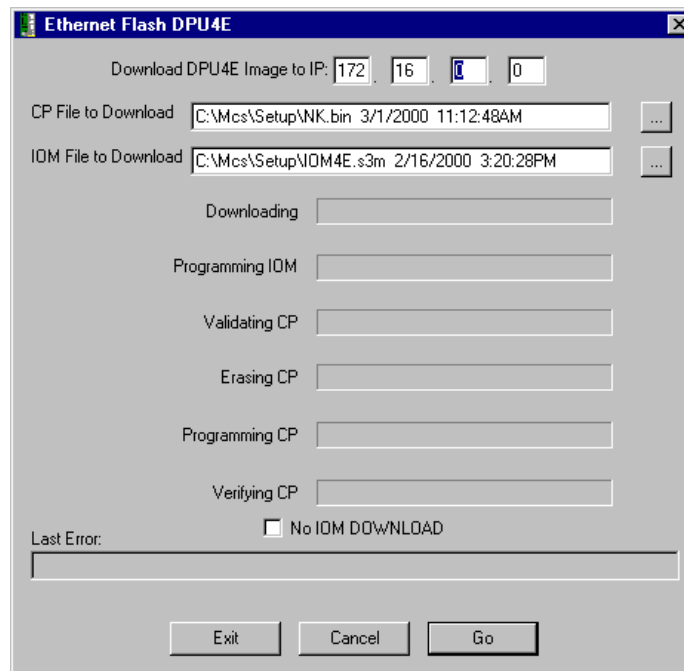 Ethernet Flash DPU4E
Download DPU4E Image to IP: 172 . 16 . 0 . 0
CP File to Download C:\Mcs\Setup\NK.bin 3/1/2000 11:12:48AM ...
IOM File to Download C:\Mcs\Setup\IOM4E.s3m 2/16/2000 3:20:28PM ...
Downloading
Programming IOM
Validating CP
Erasing CP
Programming CP
Verifying CP
No IOM DOWNLOAD
Last Error:
Exit Cancel Go